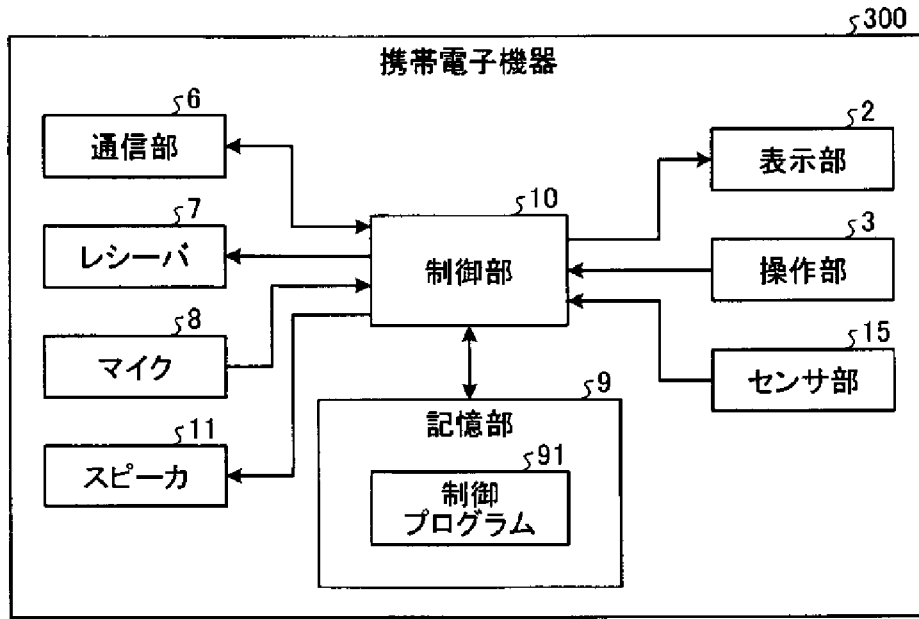 300
携帯電子機器
6
通信部
7
レシーバ
8
マイク
11
スピーカ
10
制御部
9
記憶部
91
制御
プログラム
2
表示部
3
操作部
15
センサ部